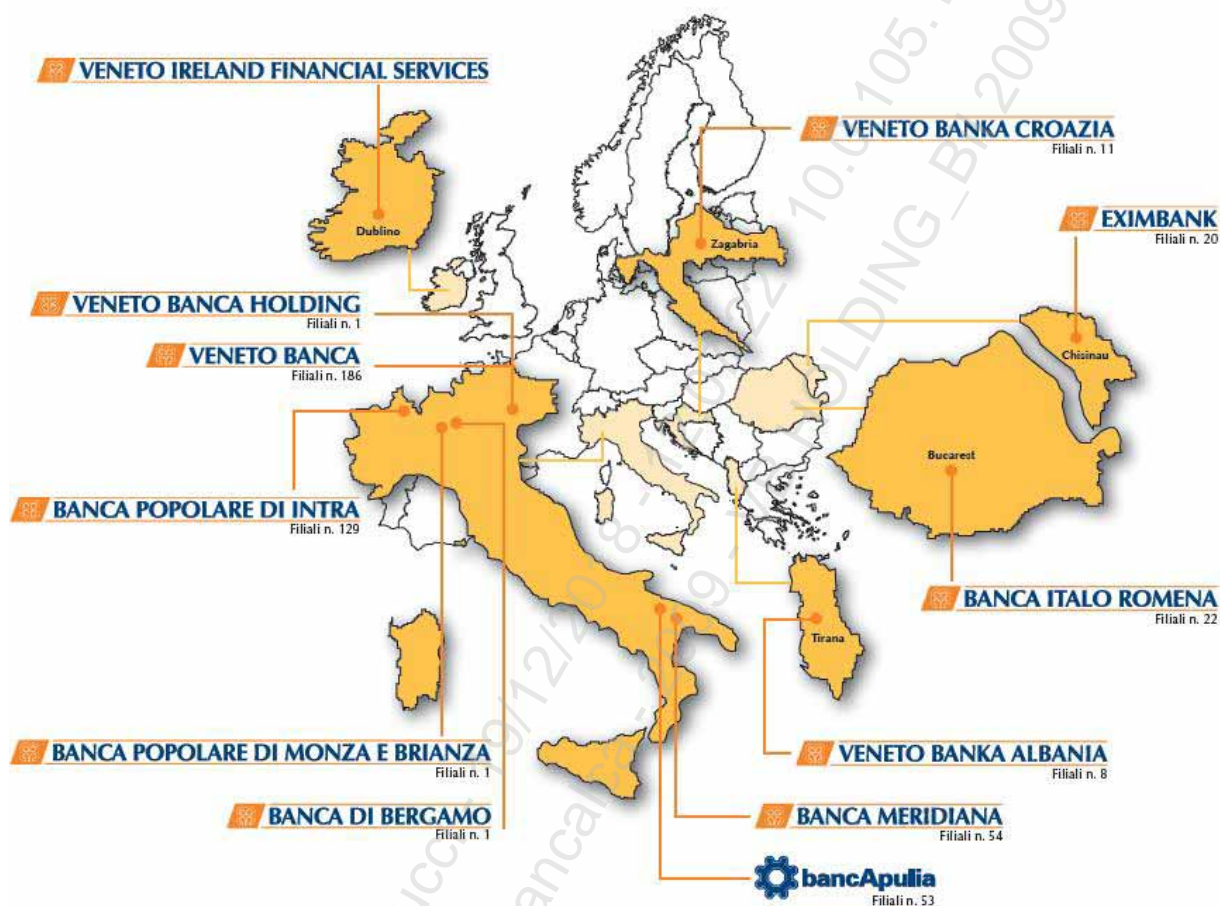 VENETO IRELAND FINANCIAL SERVICES
Dublino
VENETO BANKA CROAZIA
Filiali n. 11
Zagabria
EXIMBANK
Filiali n. 20
Chisinau
VENETO BANCA HOLDING
Filiali n. 1
VENETO BANCA
Filiali n. 186
Bucarest
BANCA POPOLARE DI INTRA
Filiali n. 129
BANCA ITALO ROMENA
Filiali n. 22
Tirana
BANCA POPOLARE DI MONZA E BRIANZA
Filiali n. 1
VENETO BANKA ALBANIA
Filiali n. 8
BANCA DI BERGAMO
Filiali n. 1
BANCA MERIDIANA
Filiali n. 54
bancApulia
Filiali n. 53